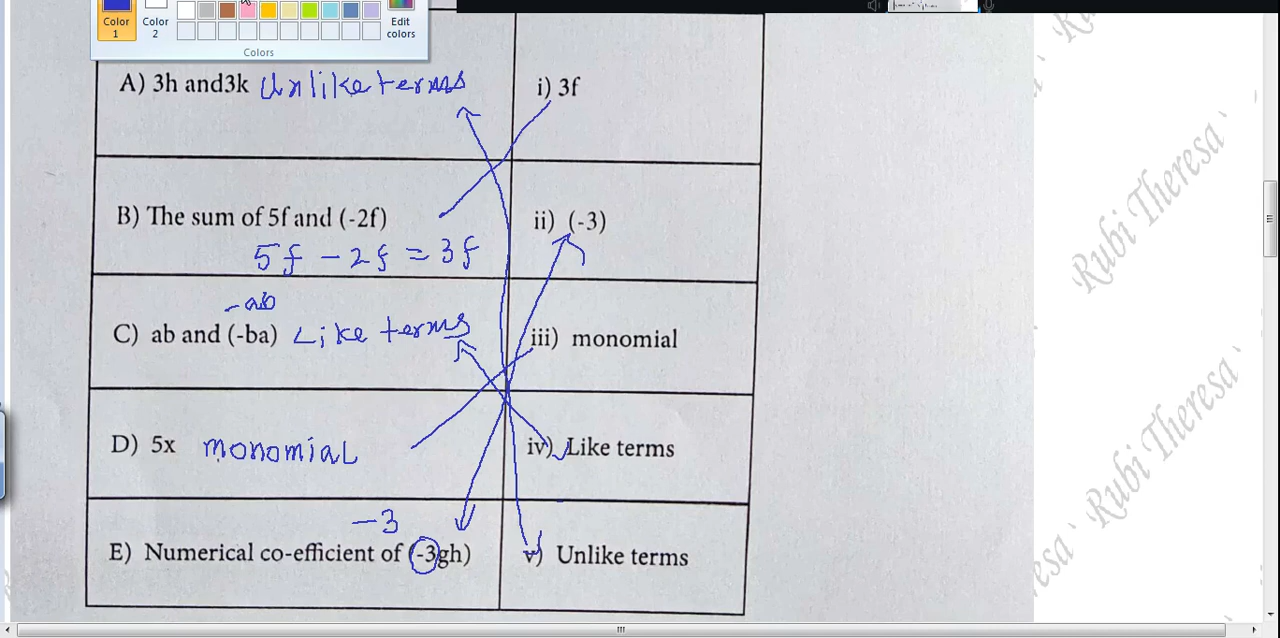 Color 1
Color 2
Edit colors
Colors
A) 3h and3k Unlike terms
i) 3f
B) The sum of 5f and (-2f)
5f - 2f = 3f
ii) (-3)
-ab
C) ab and (-ba) Like terms
iii) monomial
D) 5x monomial
iv) Like terms
-3
E) Numerical co-efficient of (-3gh)
v) Unlike terms
Rubi Theresa `
esa ` Rubi Theresa `